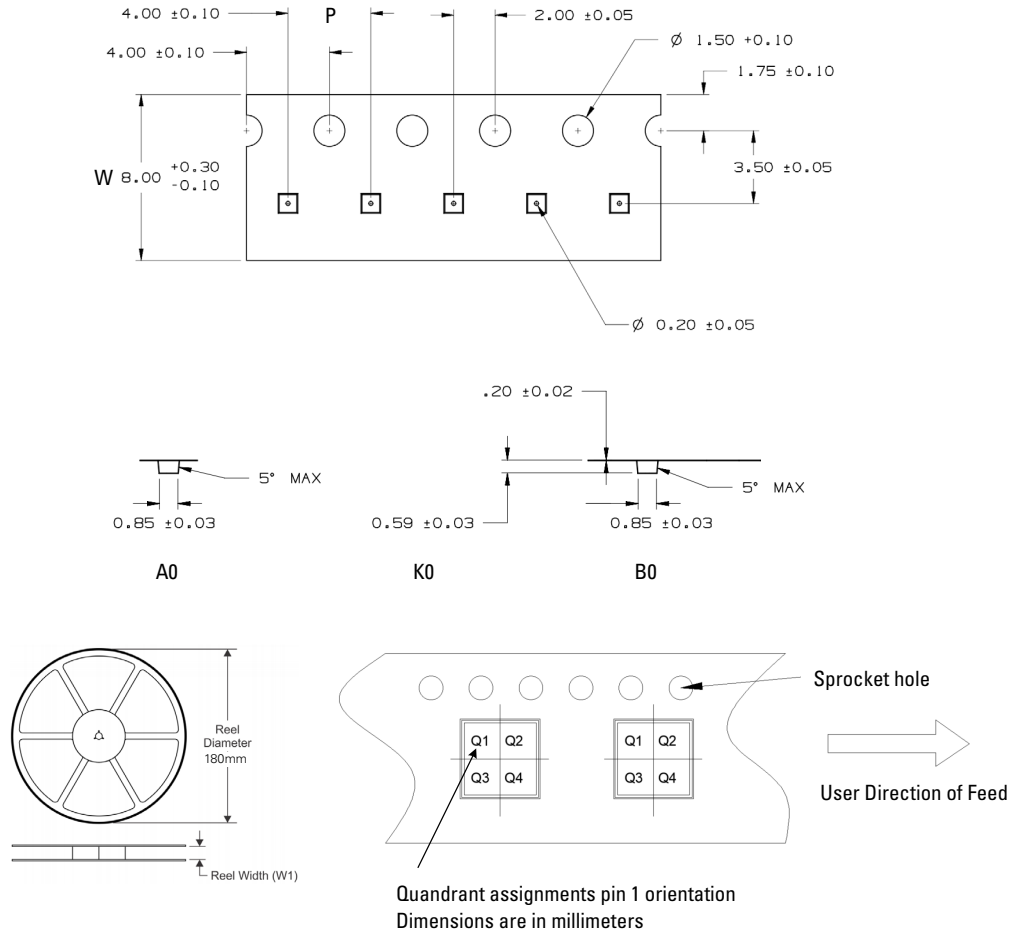 4.00 ±0.10
P
2.00 ±0.05
4.00 ±0.10
Ø 1.50 +0.10
1.75 ±0.10
W 8.00 +0.30 -0.10
3.50 ±0.05
Ø 0.20 ±0.05
.20 ±0.02
5° MAX
5° MAX
0.85 ±0.03
0.59 ±0.03
0.85 ±0.03
A0
K0
B0
Reel
Diameter
180mm
Reel Width (W1)
Sprocket hole
Q1 Q2
Q3 Q4
Q1 Q2
Q3 Q4
User Direction of Feed
Quandrant assignments pin 1 orientation
Dimensions are in millimeters